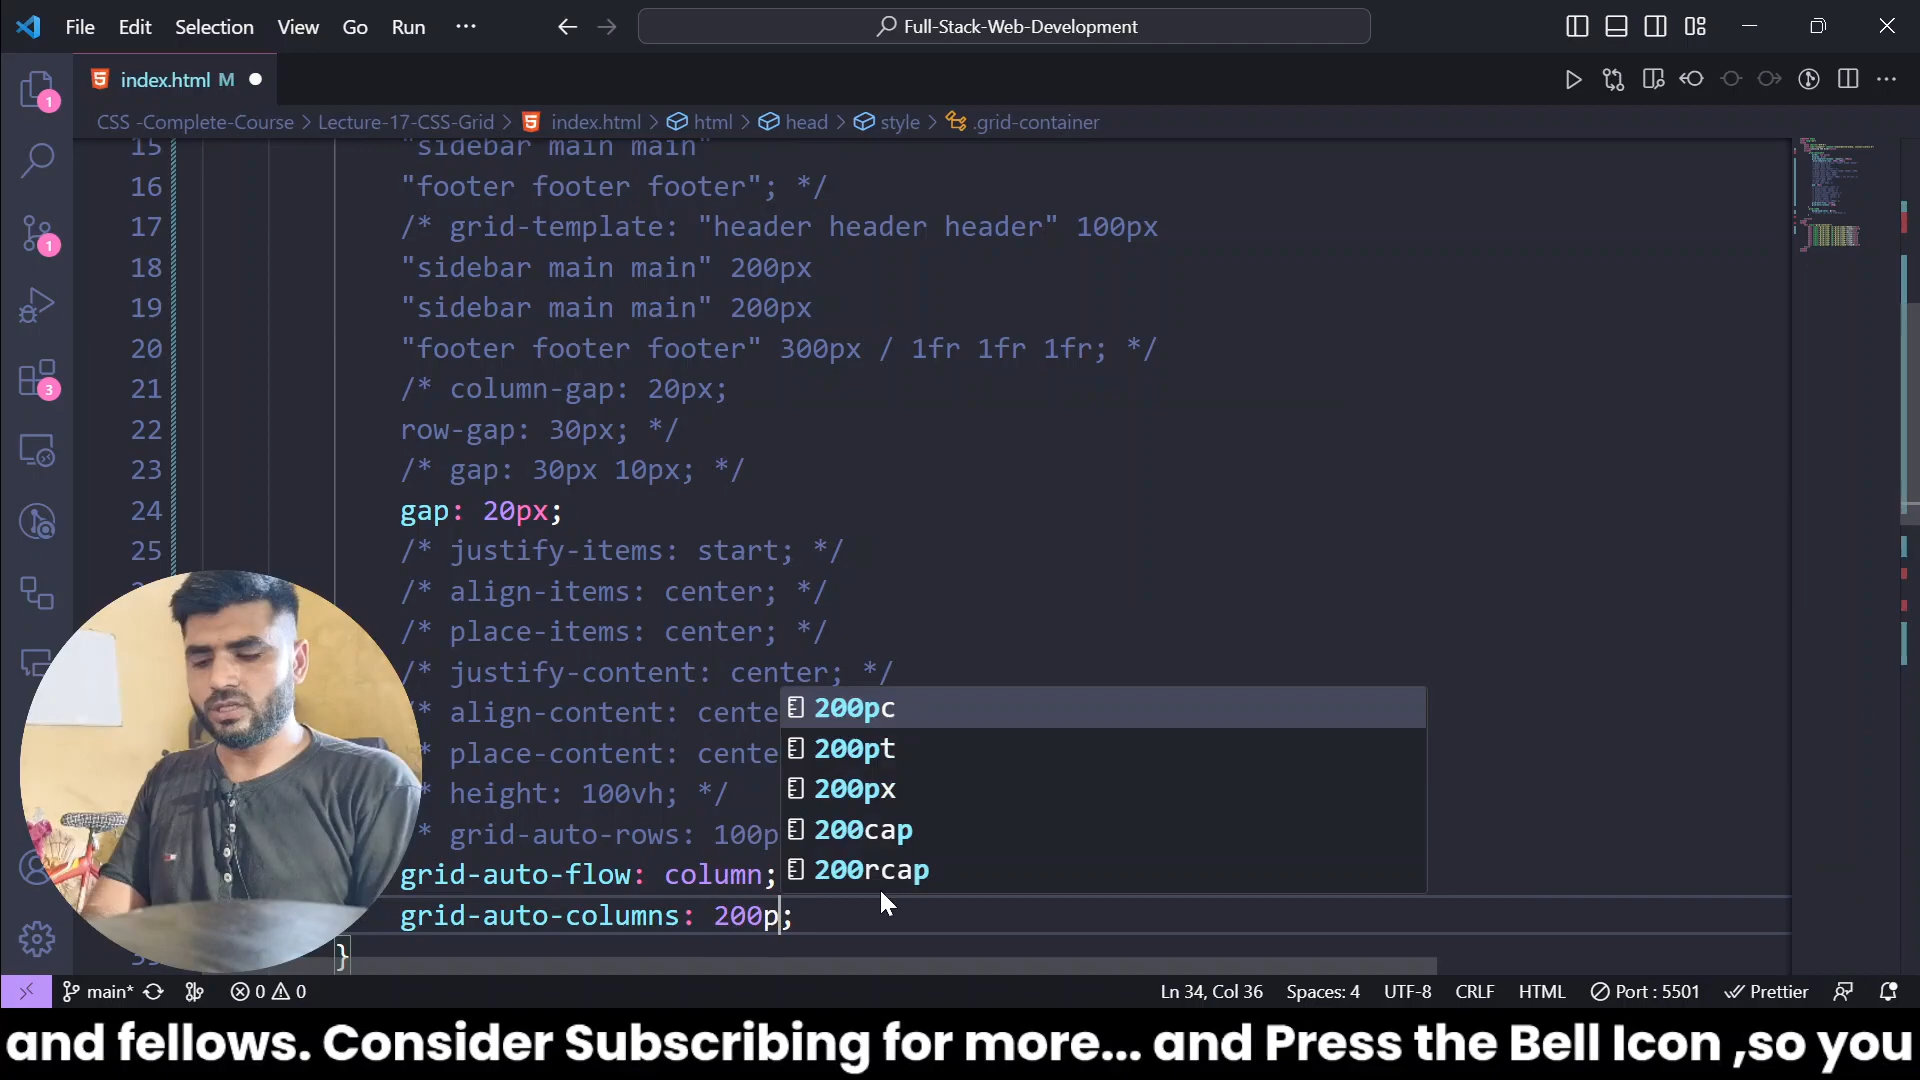 File Edit Selection View Go Run ··· Full-Stack-Web-Development
index.html M
CSS -Complete-Course > Lecture-17-CSS-Grid > index.html > html > head > style > .grid-container
15 "sidebar main main"
16 "footer footer footer"; */
17 /* grid-template: "header header header" 100px
18 "sidebar main main" 200px
19 "sidebar main main" 200px
20 "footer footer footer" 300px / 1fr 1fr 1fr; */
21 /* column-gap: 20px;
22 row-gap: 30px; */
23 /* gap: 30px 10px; */
24 gap: 20px;
25 /* justify-items: start; */
/* align-items: center; */
/* place-items: center; */
/* justify-content: center; */
* align-content: cente
* place-content: cente
* height: 100vh; */
* grid-auto-rows: 100p
grid-auto-flow: column;
grid-auto-columns: 200p;
}
200pc
200pt
200px
200cap
200rcap
1
1
3
main* 0 0 Ln 34, Col 36 Spaces: 4 UTF-8 CRLF HTML Port : 5501 Prettier
and fellows. Consider Subscribing for more... and Press the Bell Icon ,so you